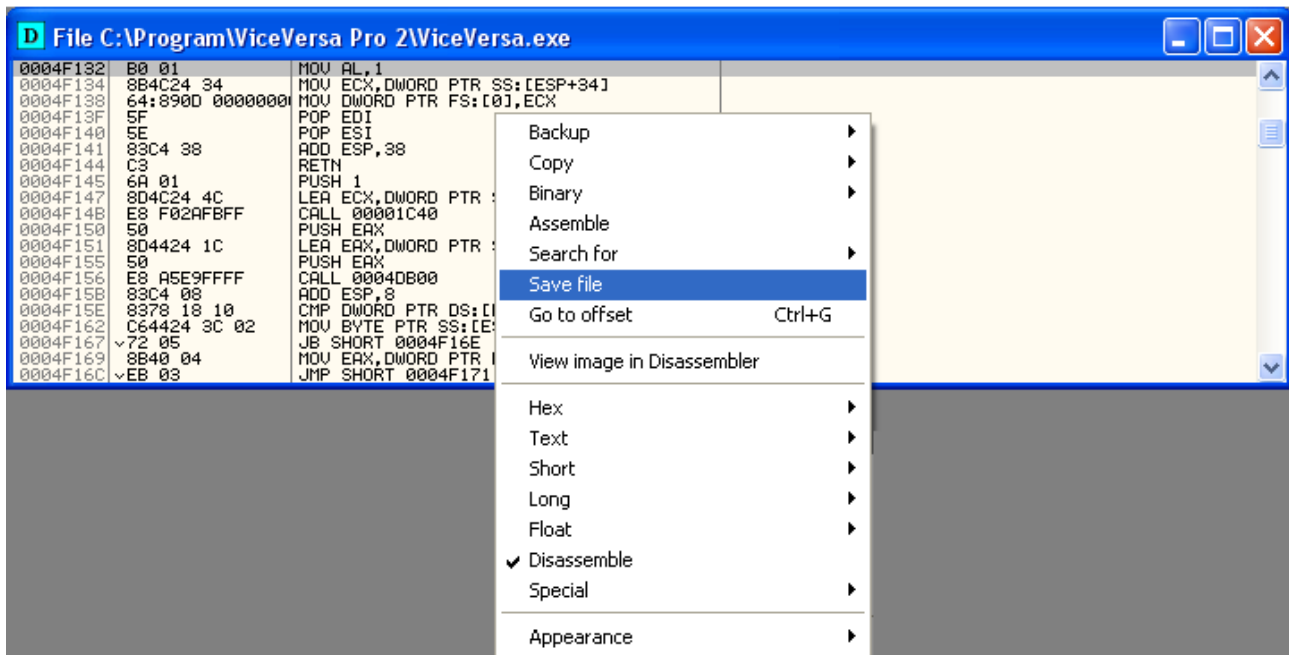 D File C:\Program\ViceVersa Pro 2\ViceVersa.exe
0004F132 B0 01 MOV AL,1
0004F134 8B4C24 34 MOV ECX,DWORD PTR SS:[ESP+34]
0004F138 64:890D 0000000( MOV DWORD PTR FS:[0],ECX
0004F13F 5F POP EDI
0004F140 5E POP ESI
0004F141 83C4 38 ADD ESP,38
0004F144 C3 RETN
0004F145 6A 01 PUSH 1
0004F147 8D4C24 4C LEA ECX,DWORD PTR
0004F14B E8 F02AFBFF CALL 00001C40
0004F150 50 PUSH EAX
0004F151 8D4424 1C LEA EAX,DWORD PTR
0004F155 50 PUSH EAX
0004F156 E8 A5E9FFFF CALL 0004DB00
0004F15B 83C4 08 ADD ESP,8
0004F15E 8378 18 10 CMP DWORD PTR DS:[
0004F162 C64424 3C 02 MOV BYTE PTR SS:[E
0004F167 72 05 JB SHORT 0004F16E
0004F169 8B40 04 MOV EAX,DWORD PTR
0004F16C EB 03 JMP SHORT 0004F171
Backup
Copy
Binary
Assemble
Search for
Save file
Go to offset Ctrl+G
View image in Disassembler
Hex
Text
Short
Long
Float
Disassemble
Special
Appearance